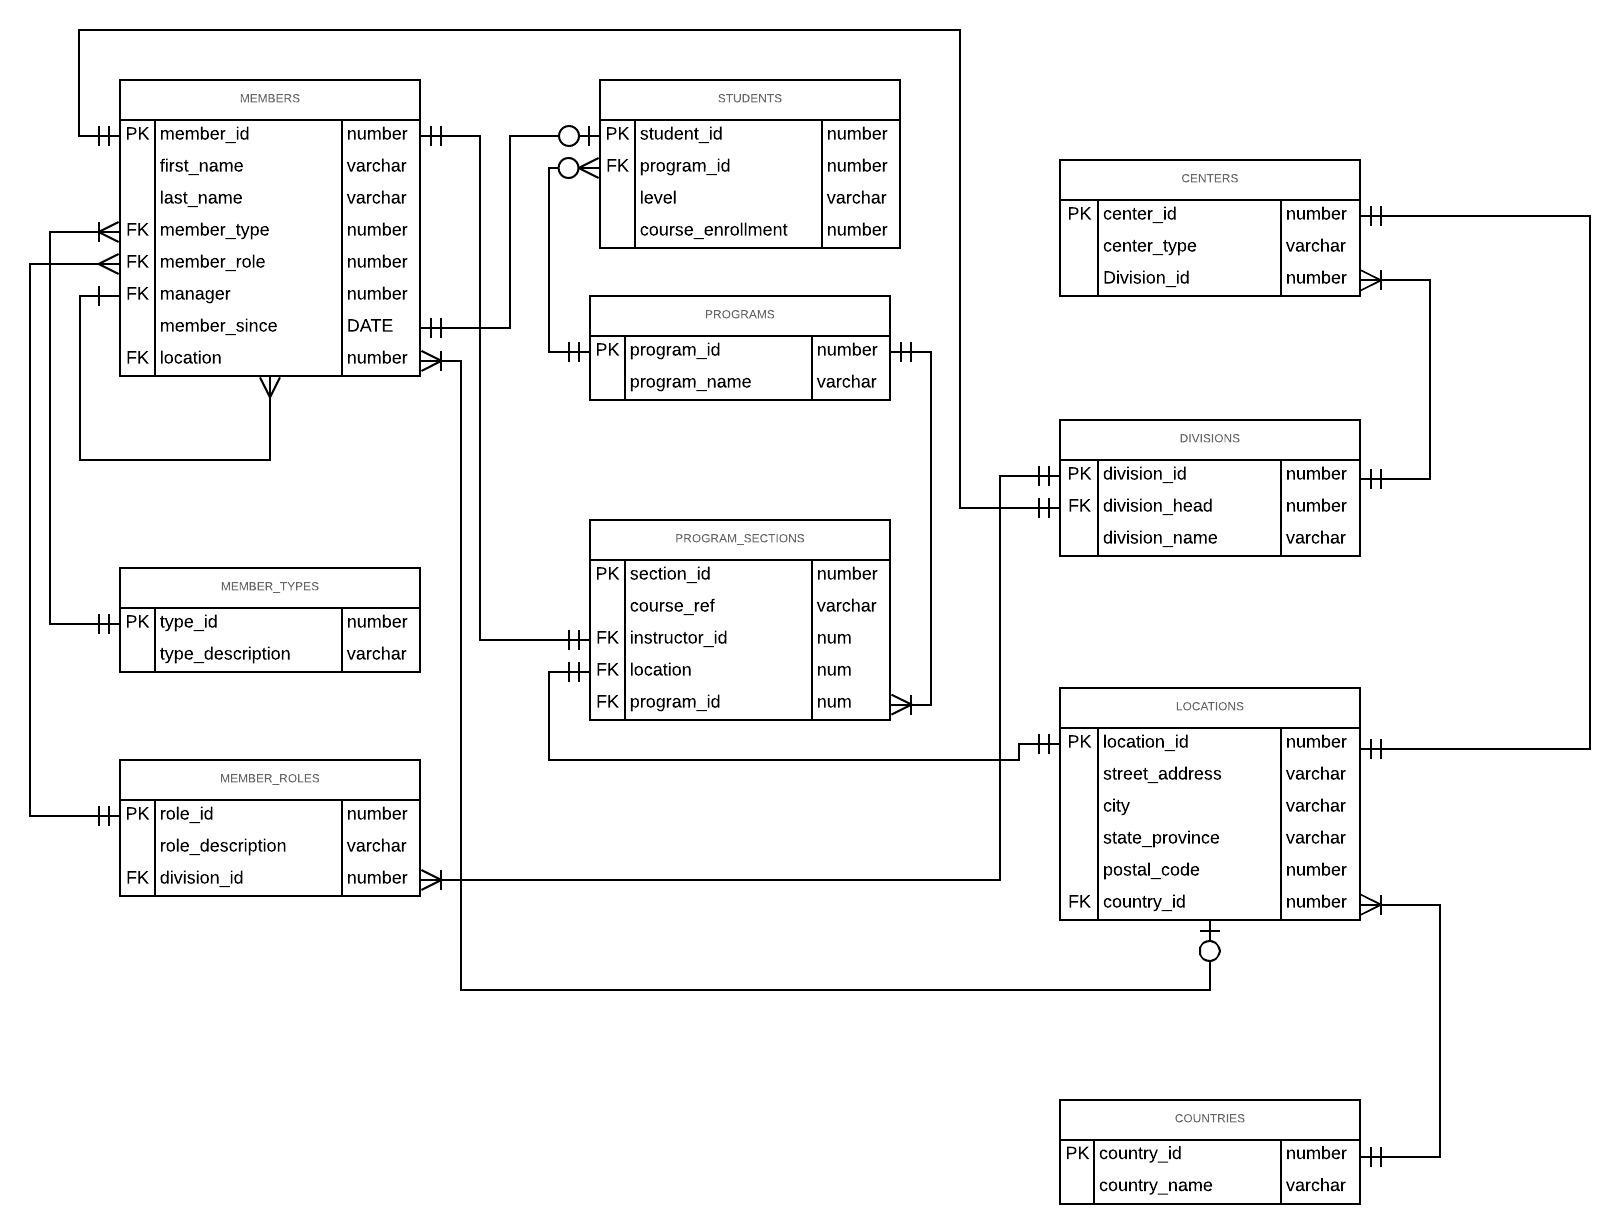 MEMBERS
PK member_id number
first_name varchar
last_name varchar
FK member_type number
FK member_role number
FK manager number
member_since DATE
FK location number
STUDENTS
PK student_id number
FK program_id number
level varchar
course_enrollment number
CENTERS
PK center_id number
center_type varchar
Division_id number
PROGRAMS
PK program_id number
program_name varchar
DIVISIONS
PK division_id number
FK division_head number
division_name varchar
PROGRAM_SECTIONS
PK section_id number
course_ref varchar
FK instructor_id num
FK location num
FK program_id num
MEMBER_TYPES
PK type_id number
type_description varchar
LOCATIONS
PK location_id number
street_address varchar
city varchar
state_province varchar
postal_code number
FK country_id number
MEMBER_ROLES
PK role_id number
role_description varchar
FK division_id number
COUNTRIES
PK country_id number
country_name varchar